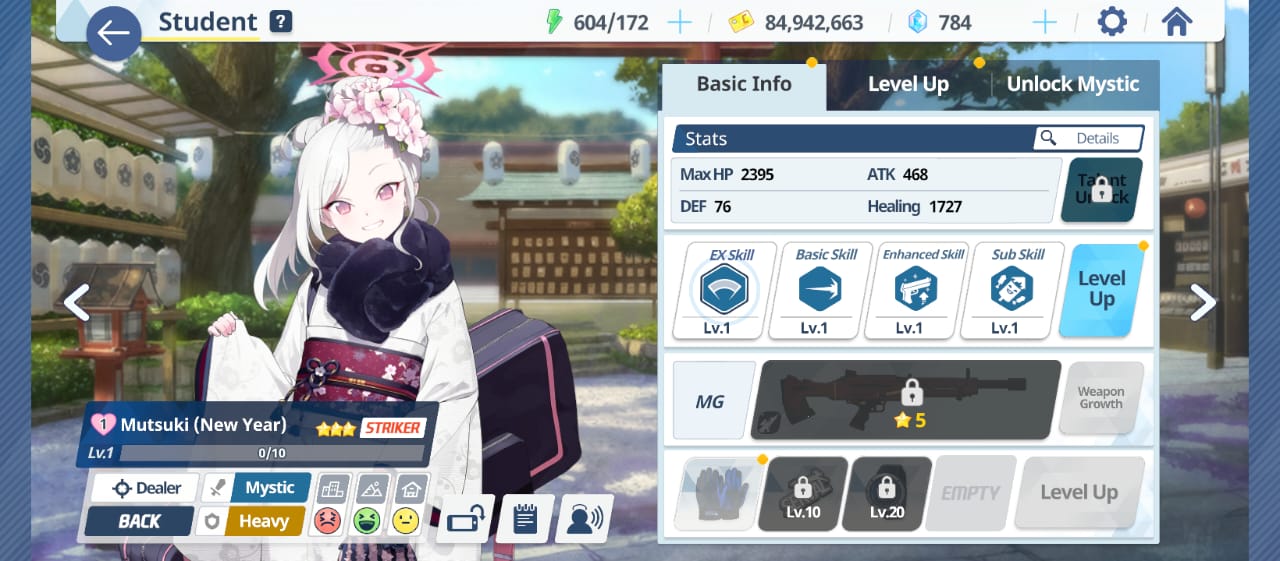 Student ?
604/172
84,942,663
784
Basic Info
Level Up
Unlock Mystic
Stats
Details
Max HP 2395
ATK 468
DEF 76
Healing 1727
Talent
Unlock
EX Skill
Basic Skill
Enhanced Skill
Sub Skill
Level
Up
Lv.1
Lv.1
Lv.1
Lv.1
MG
5
Weapon
Growth
1 Mutsuki (New Year)
STRIKER
Lv.1
0/10
Dealer
Mystic
BACK
Heavy
Lv.10
Lv.20
EMPTY
Level Up